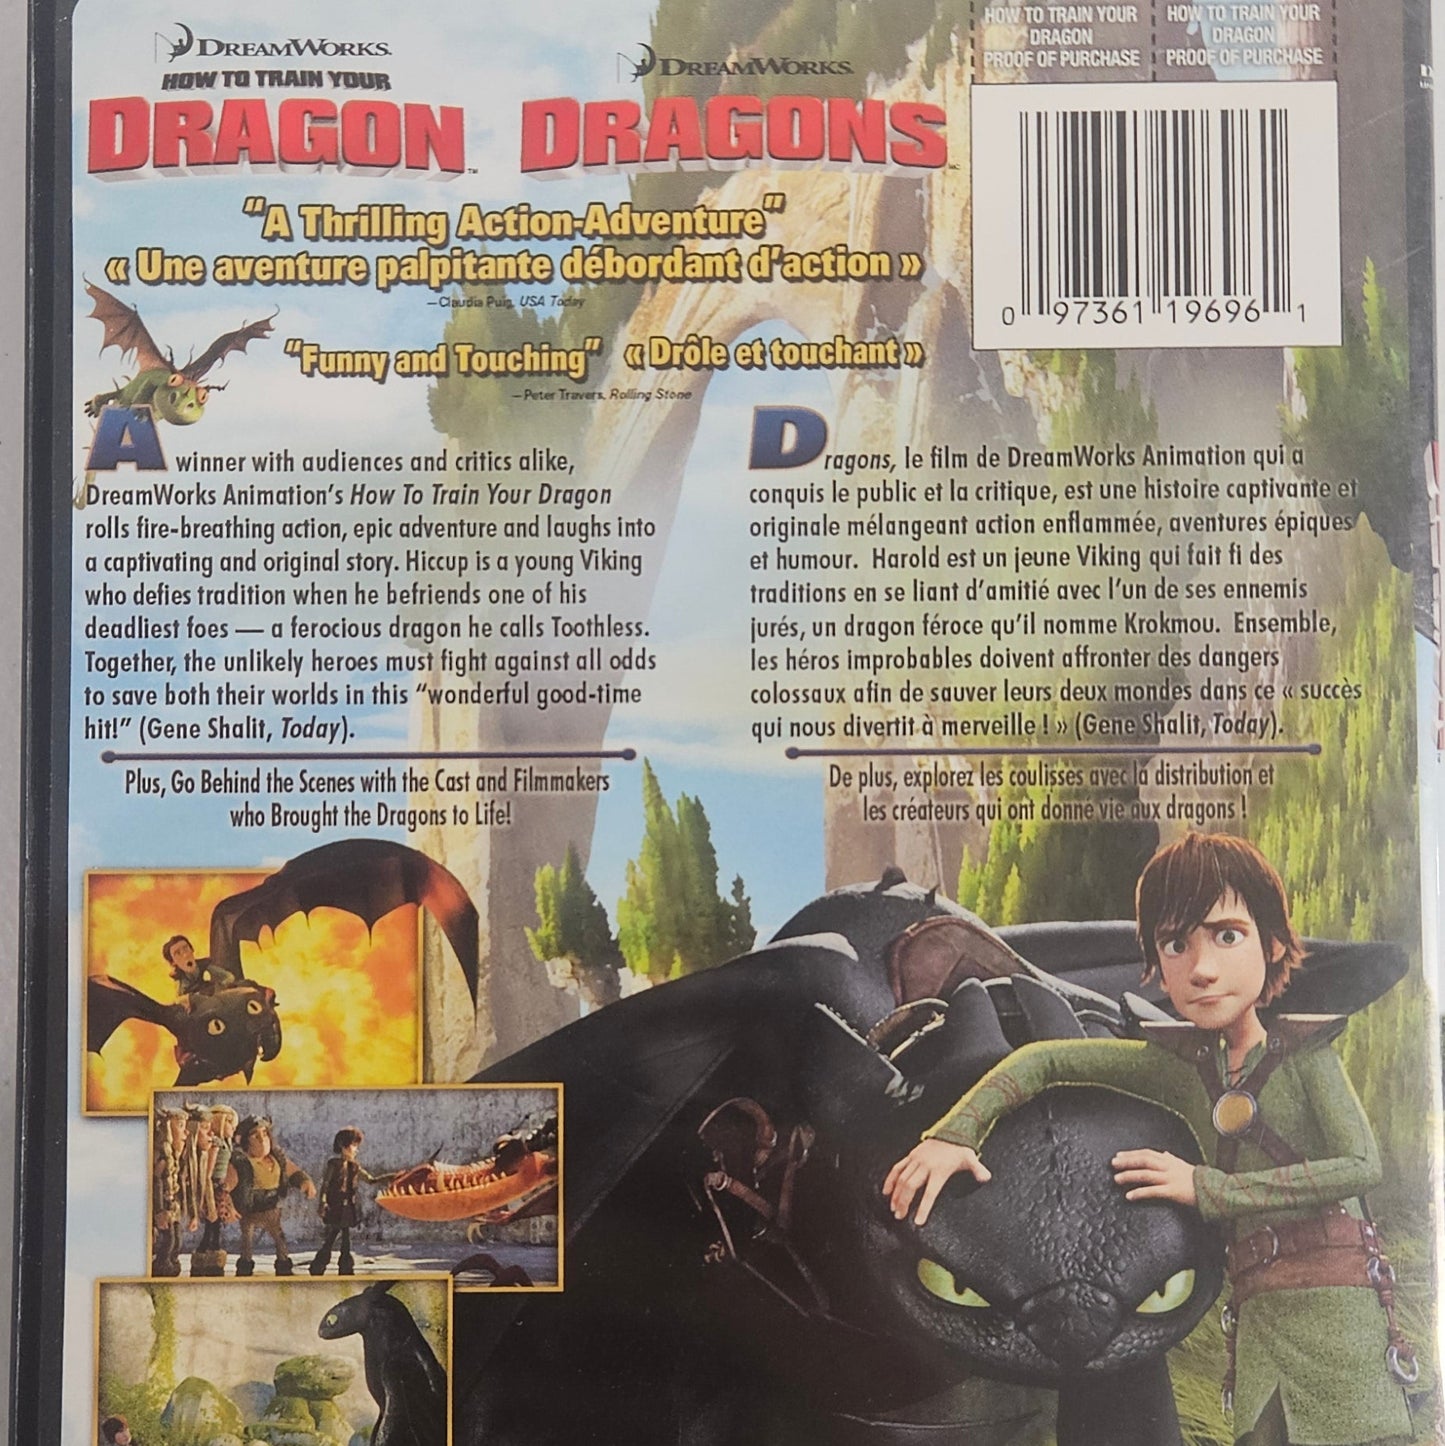 DREAMWORKS
HOW TO TRAIN YOUR
DRAGON™
DREAMWORKS
DRAGONS
HOW TO TRAIN YOUR
DRAGON
PROOF OF PURCHASE
HOW TO TRAIN YOUR
DRAGON
PROOF OF PURCHASE
0 97361 19696 1
"A Thrilling Action-Adventure"
« Une aventure palpitante débordant d'action »
—Claudia Puig, USA Today
"Funny and Touching" « Drôle et touchant »
—Peter Travers, Rolling Stone
A winner with audiences and critics alike,
DreamWorks Animation's How To Train Your Dragon
rolls fire-breathing action, epic adventure and laughs into
a captivating and original story. Hiccup is a young Viking
who defies tradition when he befriends one of his
deadliest foes — a ferocious dragon he calls Toothless.
Together, the unlikely heroes must fight against all odds
to save both their worlds in this "wonderful good-time
hit!" (Gene Shalit, Today).
Plus, Go Behind the Scenes with the Cast and Filmmakers
who Brought the Dragons to Life!
Dragons, le film de DreamWorks Animation qui a
conquis le public et la critique, est une histoire captivante et
originale mélangeant action enflammée, aventures épiques
et humour. Harold est un jeune Viking qui fait fi des
traditions en se liant d'amitié avec l'un de ses ennemis
jurés, un dragon féroce qu'il nomme Krokmou. Ensemble,
les héros improbables doivent affronter des dangers
colossaux afin de sauver leurs deux mondes dans ce « succès
qui nous divertit à merveille ! » (Gene Shalit, Today).
De plus, explorez les coulisses avec la distribution et
les créateurs qui ont donné vie aux dragons !